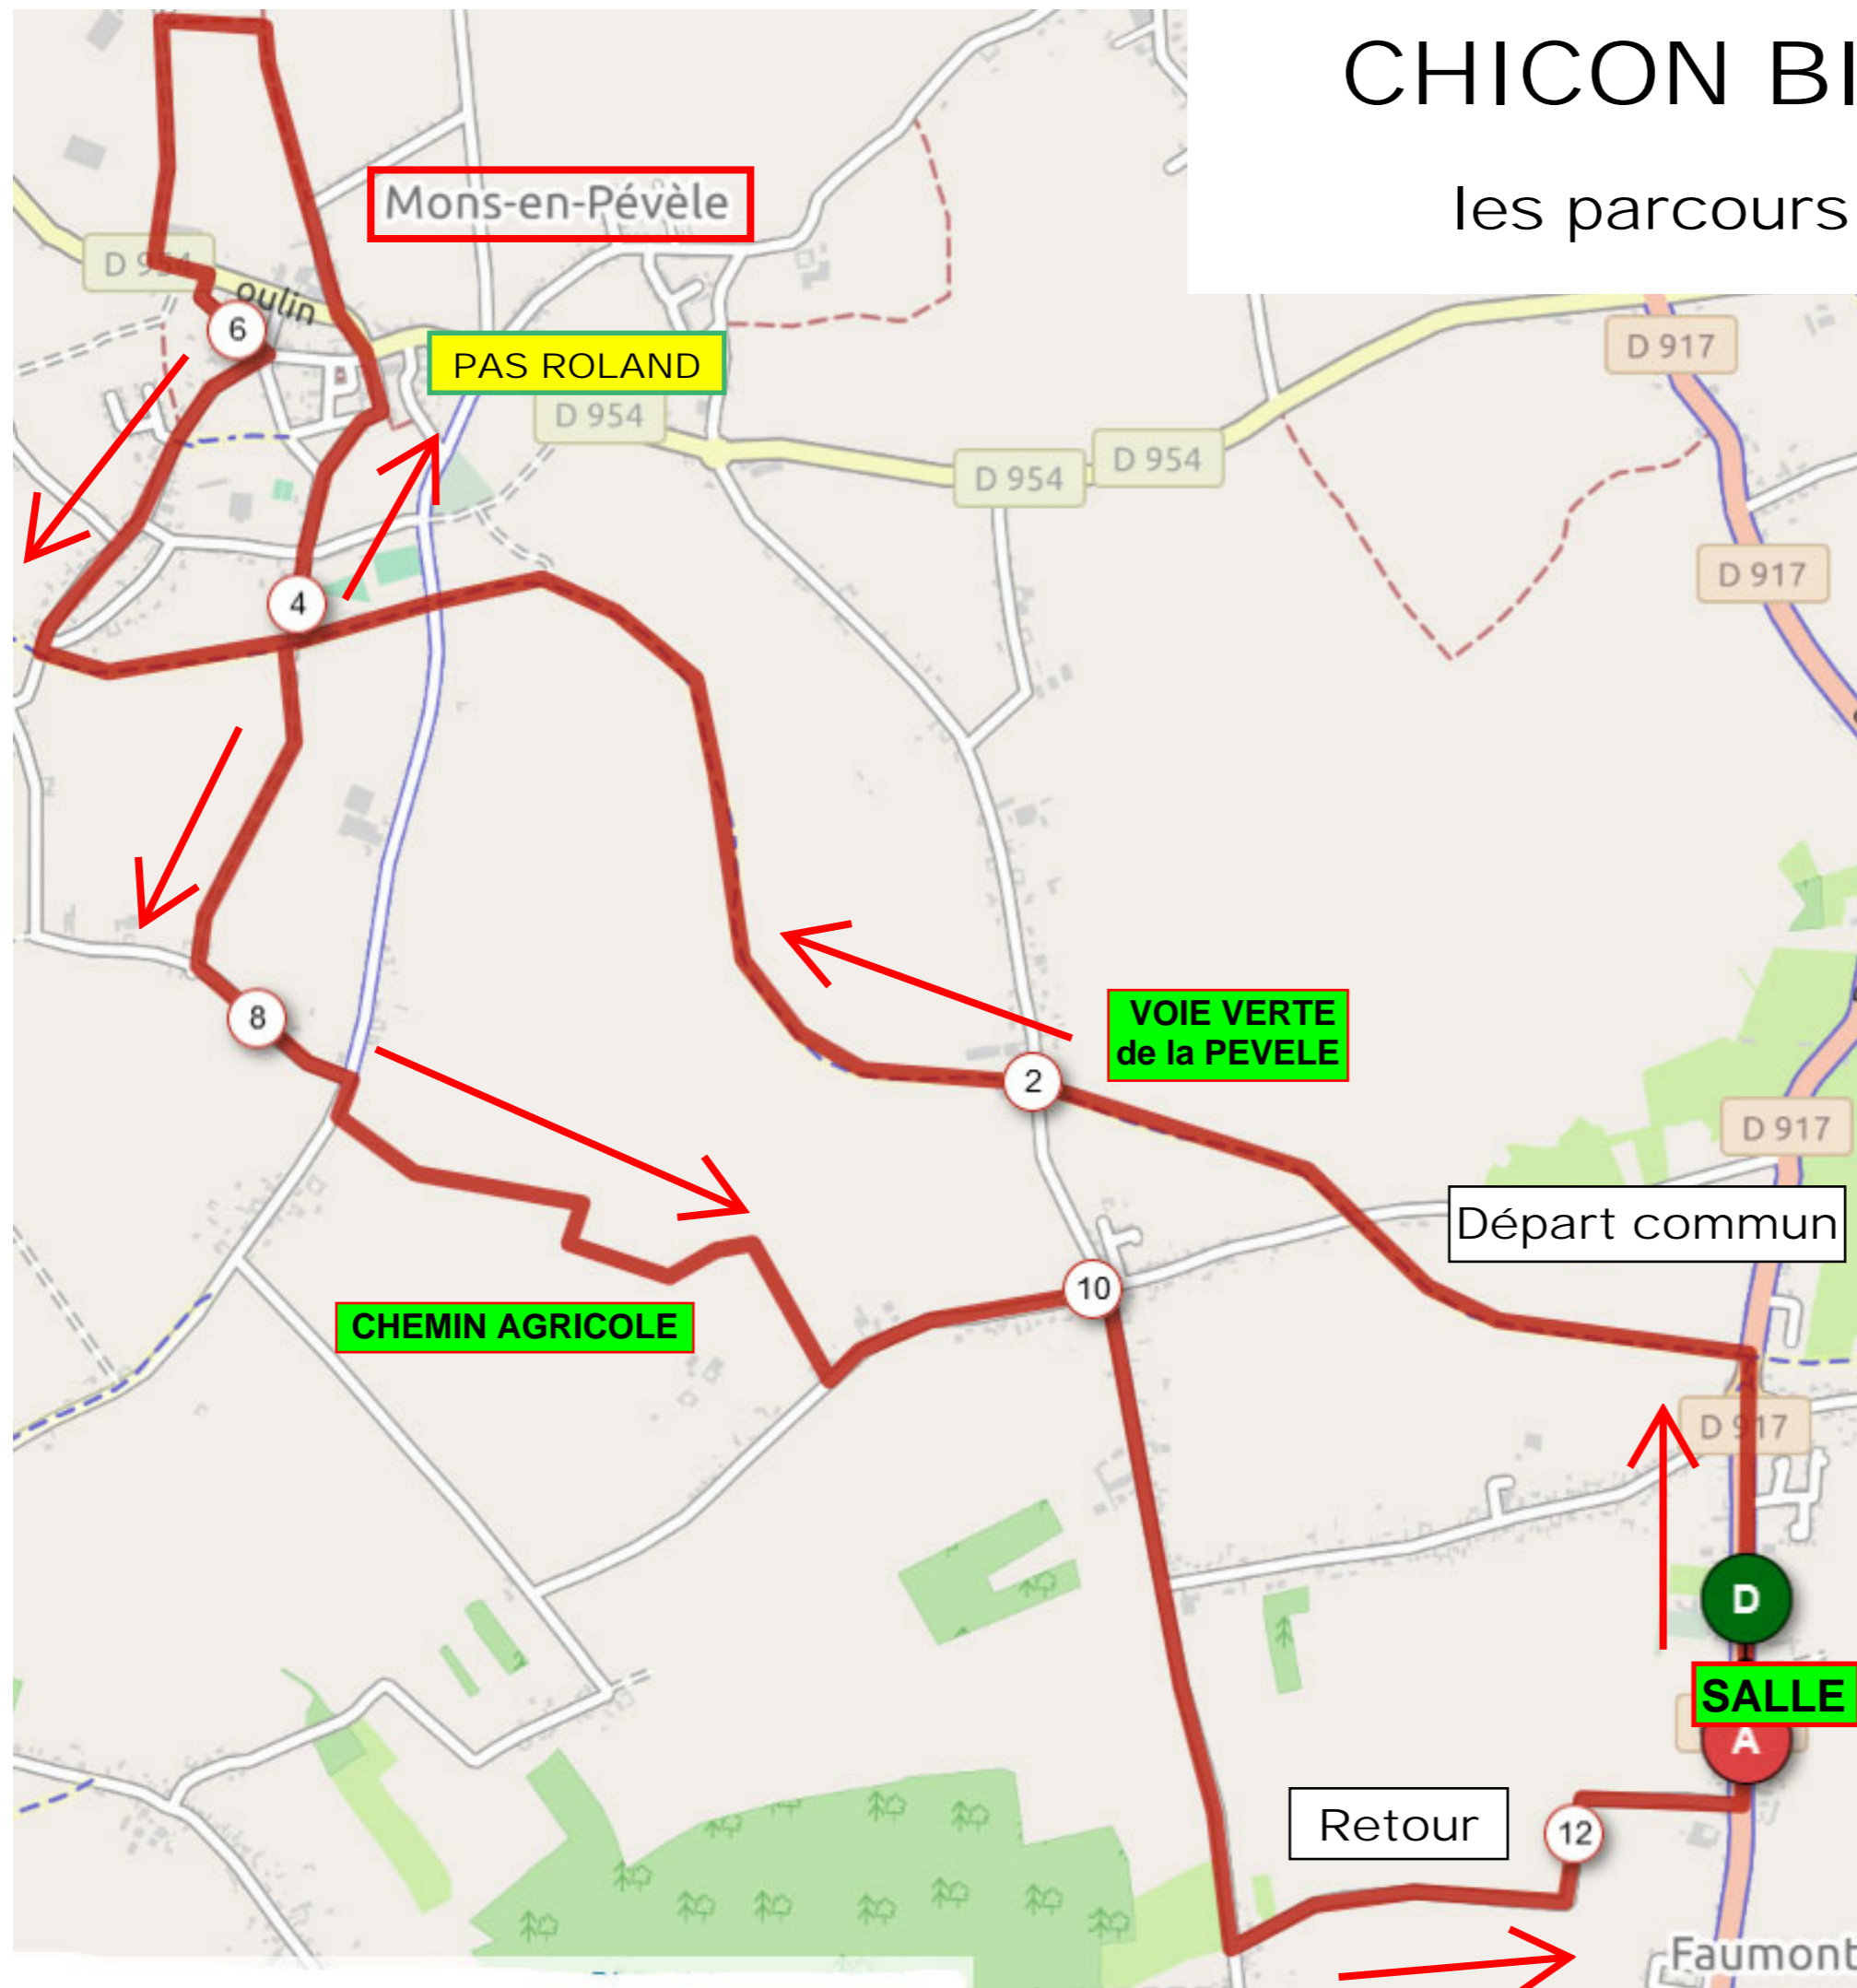 CHICON BI
les parcours
Mons-en-Pévèle
D 954
oulin
6
PAS ROLAND
D 954
D 954
D 954
D 917
D 917
4
8
VOIE VERTE
de la PEVELE
2
D 917
Départ commun
10
CHEMIN AGRICOLE
D 917
D
SALLE
A
Retour
12
Faumont